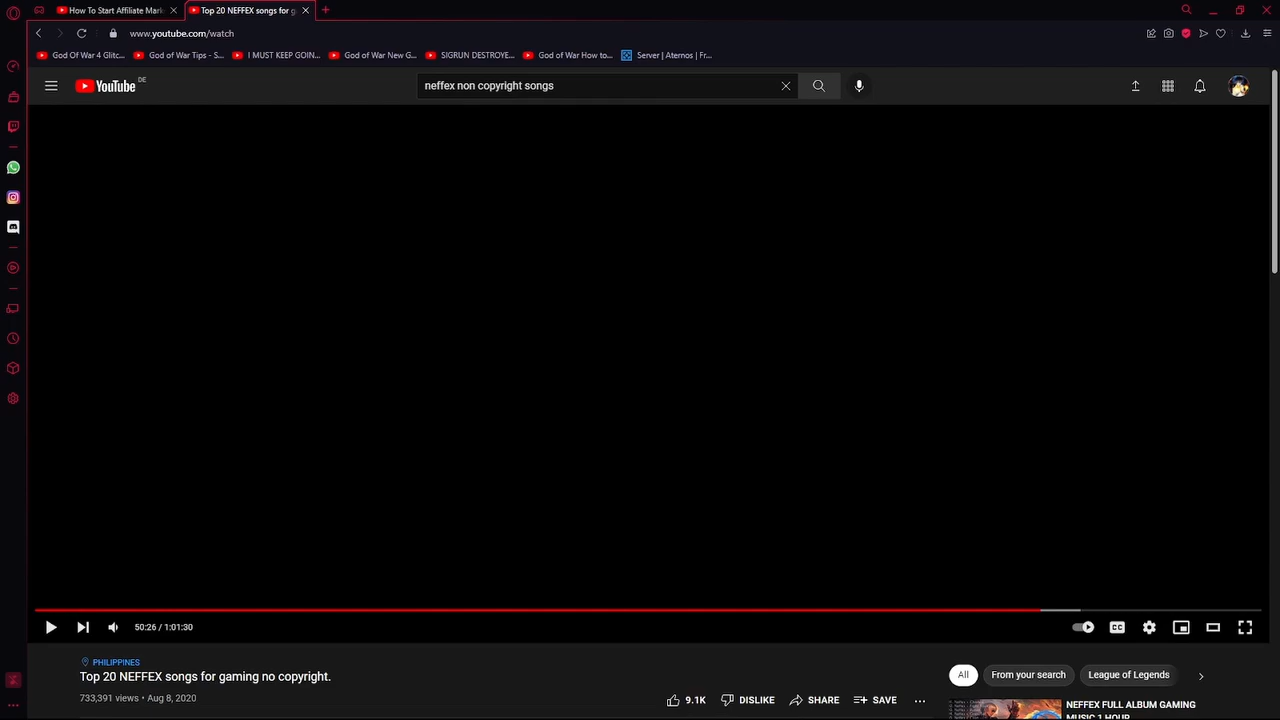 How To Start Affiliate Mark
Top 20 NEFFEX songs for g
www.youtube.com/watch
God Of War 4 Glitc...
God of War Tips - S...
I MUST KEEP GOIN...
God of War New G...
SIGRUN DESTROYE...
God of War How to...
Server | Aternos | Fr...
YouTube DE
neffex non copyright songs
50:26 / 1:01:30
CC
PHILIPPINES
Top 20 NEFFEX songs for gaming no copyright.
733,391 views • Aug 8, 2020
9.1K
DISLIKE
SHARE
SAVE
All
From your search
League of Legends
NEFFEX FULL ALBUM GAMING
MUSIC 1 HOUR